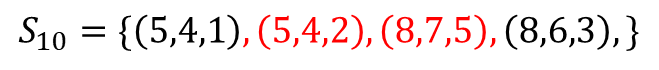 S₁₀ = {(5,4,1),(5,4,2),(8,7,5),(8,6,3),}